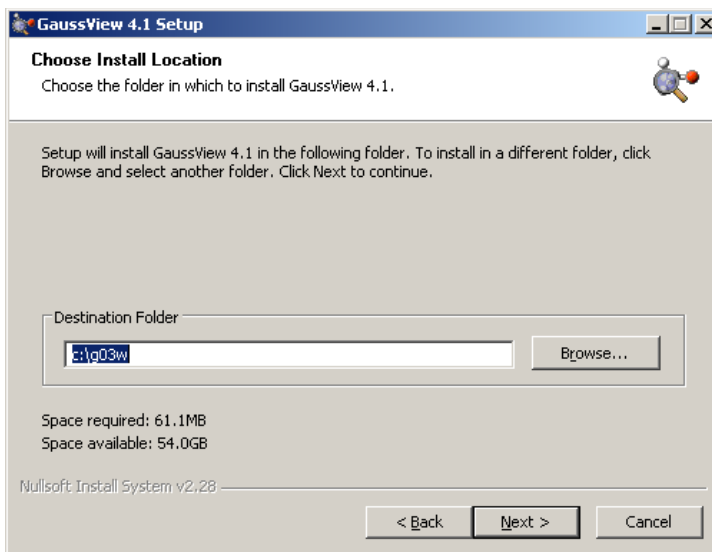 GaussView 4.1 Setup
Choose Install Location
Choose the folder in which to install GaussView 4.1.
Setup will install GaussView 4.1 in the following folder. To install in a different folder, click
Browse and select another folder. Click Next to continue.
Destination Folder
c:\g03w
Browse...
Space required: 61.1MB
Space available: 54.0GB
Nullsoft Install System v2.28
< Back
Next >
Cancel